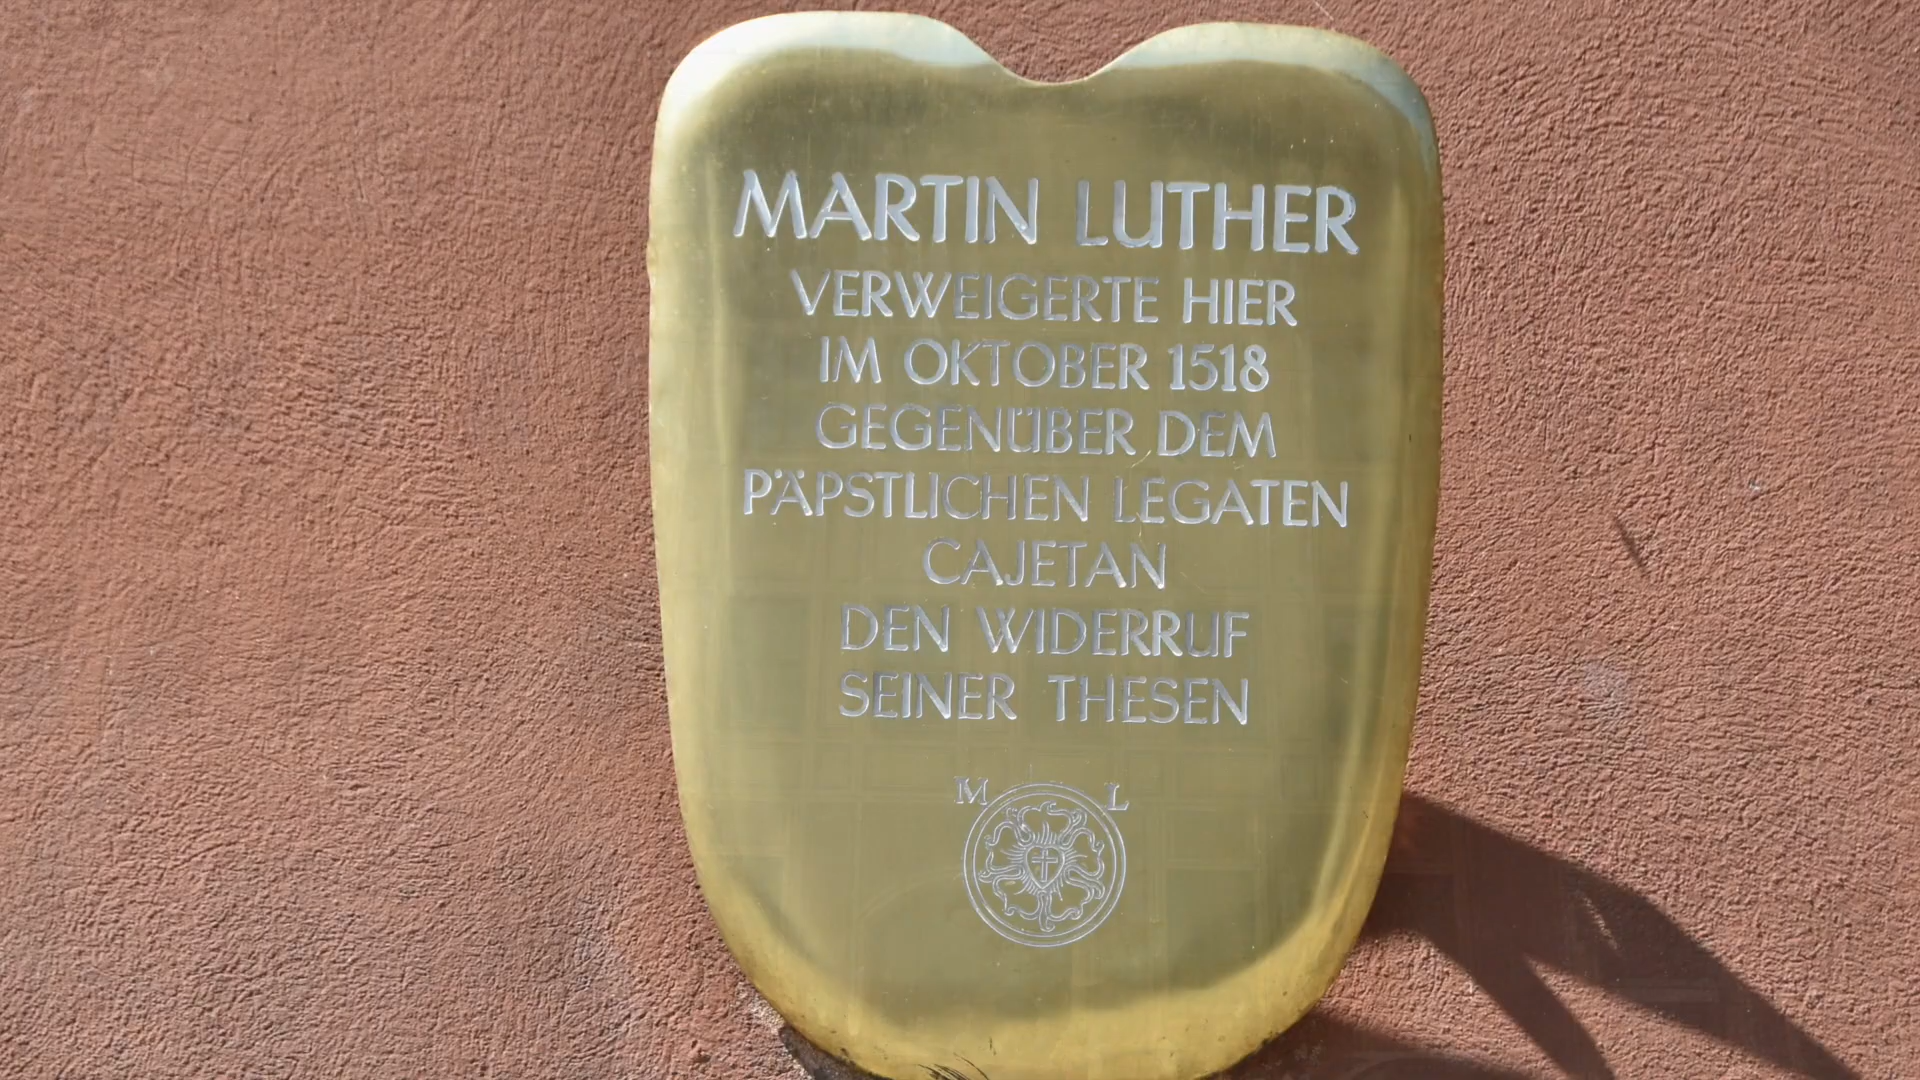 MARTIN LUTHER
VERWEIGERTE HIER
IM OKTOBER 1518
GEGENÜBER DEM
PÄPSTLICHEN LEGATEN
CAJETAN
DEN WIDERRUF
SEINER THESEN
M L